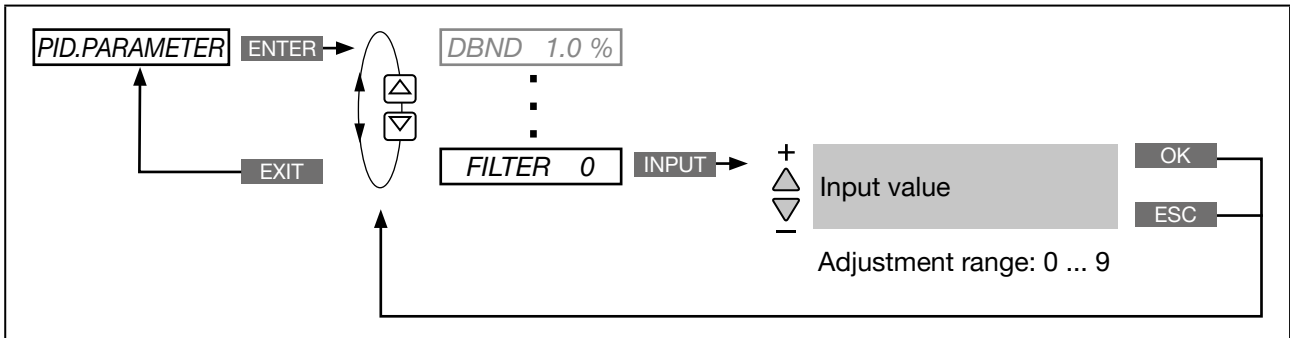 PID.PARAMETER ENTER DBND 1.0 %
EXIT FILTER 0 INPUT
+
Input value
–
OK
ESC
Adjustment range: 0 ... 9